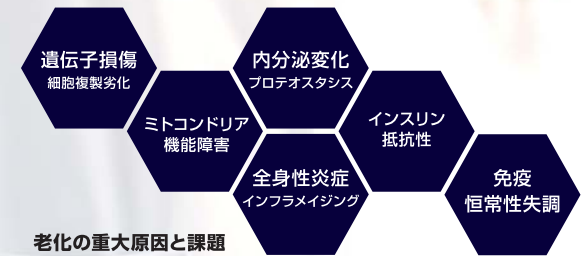 遺伝子損傷
細胞複製劣化
ミトコンドリア
機能障害
内分泌変化
プロテオスタシス
全身性炎症
インフラメイジング
インスリン
抵抗性
免疫
恒常性失調
老化の重大原因と課題